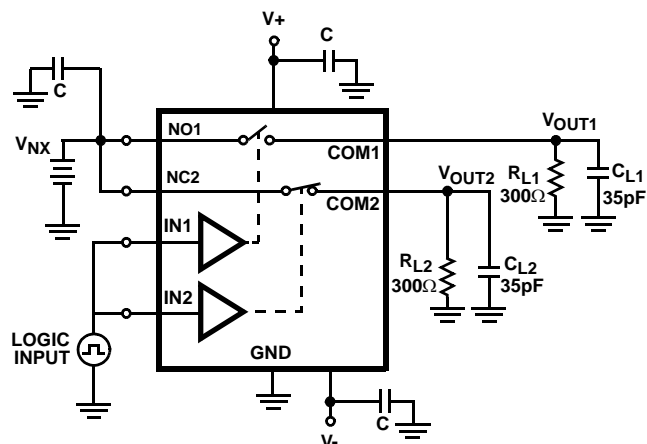 V+
C
C
VNX
NO1
COM1
VOUT1
RL1
300Ω
CL1
35pF
NC2
COM2
VOUT2
IN1
RL2
300Ω
CL2
35pF
IN2
LOGIC
INPUT
GND
C
V-